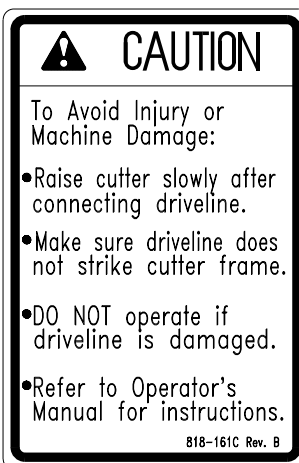 CAUTION
To Avoid Injury or
Machine Damage:
•Raise cutter slowly after
connecting driveline.
•Make sure driveline does
not strike cutter frame.
•DO NOT operate if
driveline is damaged.
•Refer to Operator's
Manual for instructions.
818-161C Rev. B